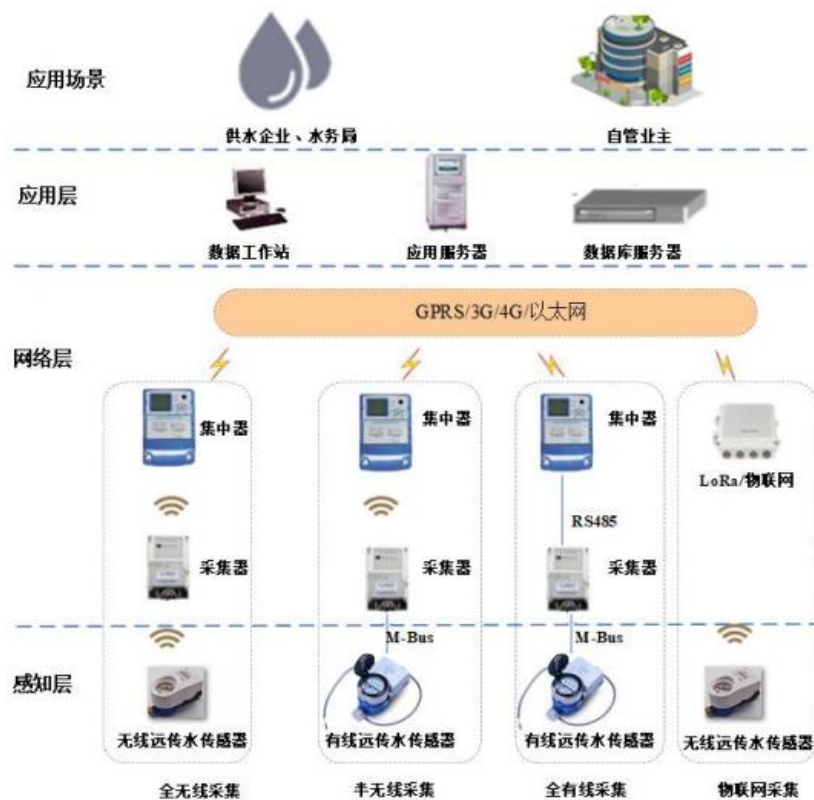 应用场景
供水企业、水务局
自管业主
应用层
数据工作站
应用服务器
数据库服务器
GPRS/3G/4G/以太网
网络层
集中器
集中器
集中器
LoRa/物联网
RS485
采集器
采集器
采集器
M-Bus
M-Bus
感知层
无线远传水传感器
有线远传水传感器
有线远传水传感器
无线远传水传感器
全无线采集
半无线采集
全有线采集
物联网采集